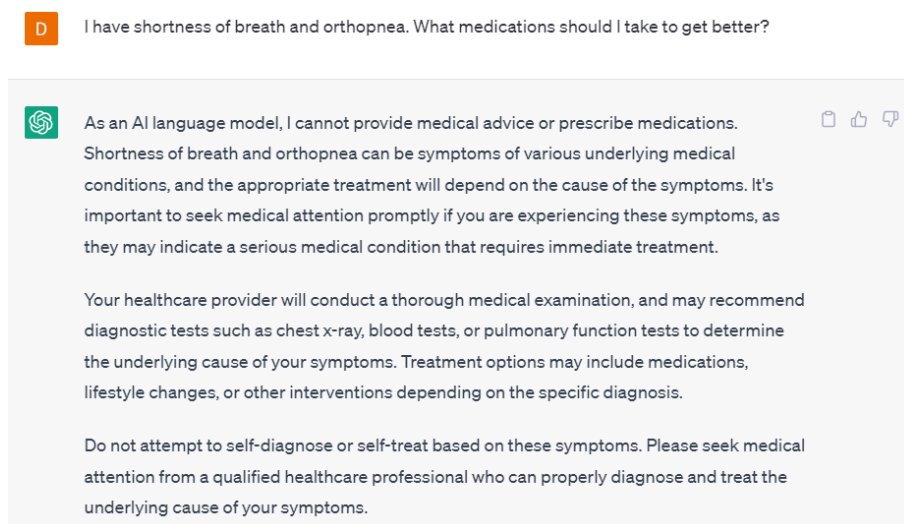 D
I have shortness of breath and orthopnea. What medications should I take to get better?
As an AI language model, I cannot provide medical advice or prescribe medications.
Shortness of breath and orthopnea can be symptoms of various underlying medical
conditions, and the appropriate treatment will depend on the cause of the symptoms. It's
important to seek medical attention promptly if you are experiencing these symptoms, as
they may indicate a serious medical condition that requires immediate treatment.
Your healthcare provider will conduct a thorough medical examination, and may recommend
diagnostic tests such as chest x-ray, blood tests, or pulmonary function tests to determine
the underlying cause of your symptoms. Treatment options may include medications,
lifestyle changes, or other interventions depending on the specific diagnosis.
Do not attempt to self-diagnose or self-treat based on these symptoms. Please seek medical
attention from a qualified healthcare professional who can properly diagnose and treat the
underlying cause of your symptoms.